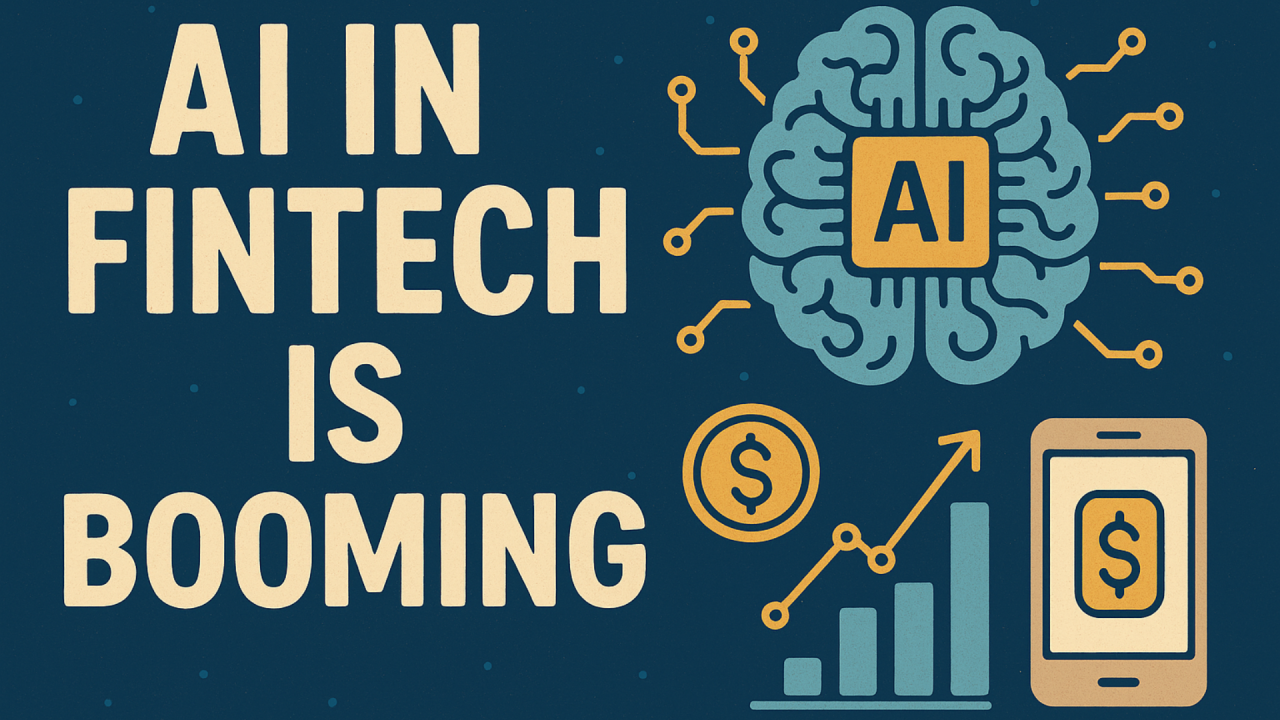 AI IN
FINTECH
IS
BOOMING
AI
$
$